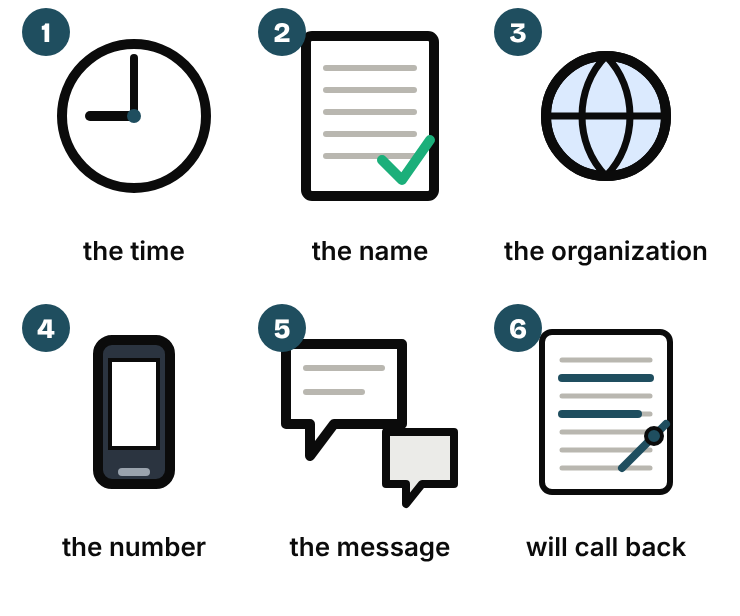 1
2
3
the time
the name
the organization
4
5
6
the number
the message
will call back